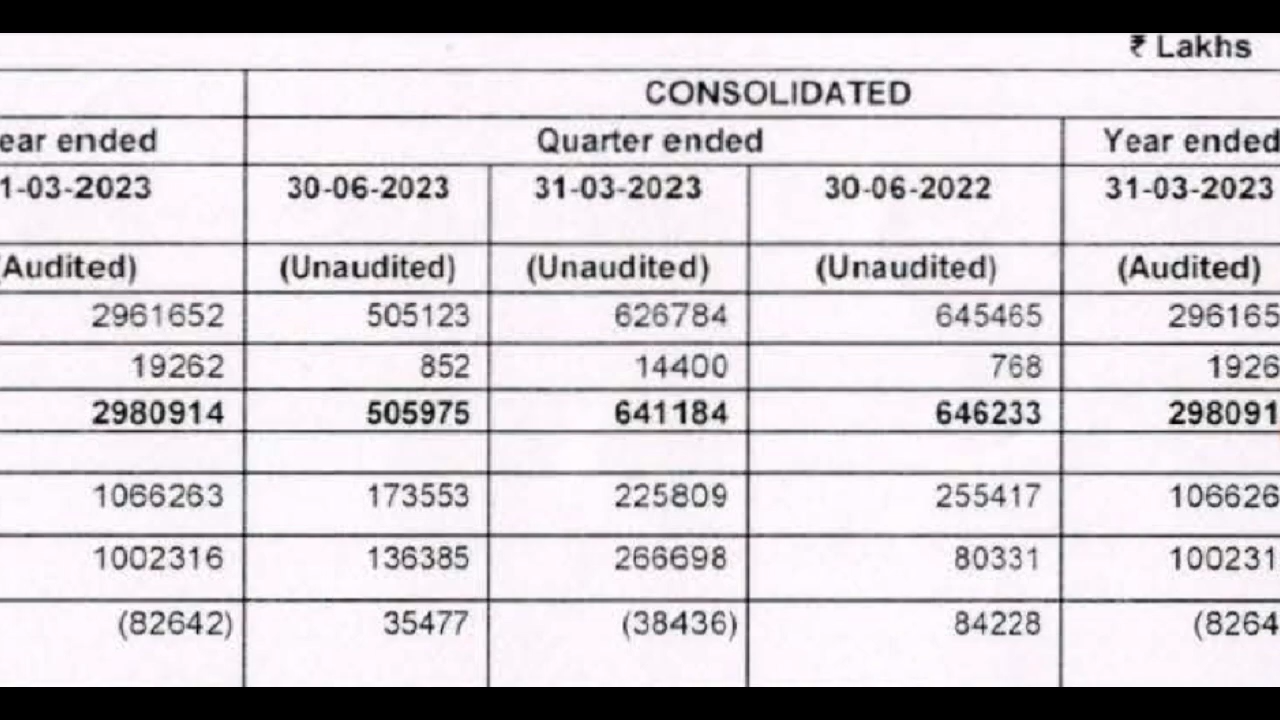 ₹ Lakhs
CONSOLIDATED
ear ended Quarter ended Year ended
1-03-2023 30-06-2023 31-03-2023 30-06-2022 31-03-2023
(Audited) (Unaudited) (Unaudited) (Unaudited) (Audited)
2961652 505123 626784 645465 296165
19262 852 14400 768 1926
2980914 505975 641184 646233 298091
1066263 173553 225809 255417 106626
1002316 136385 266698 80331 100231
(82642) 35477 (38436) 84228 (8264